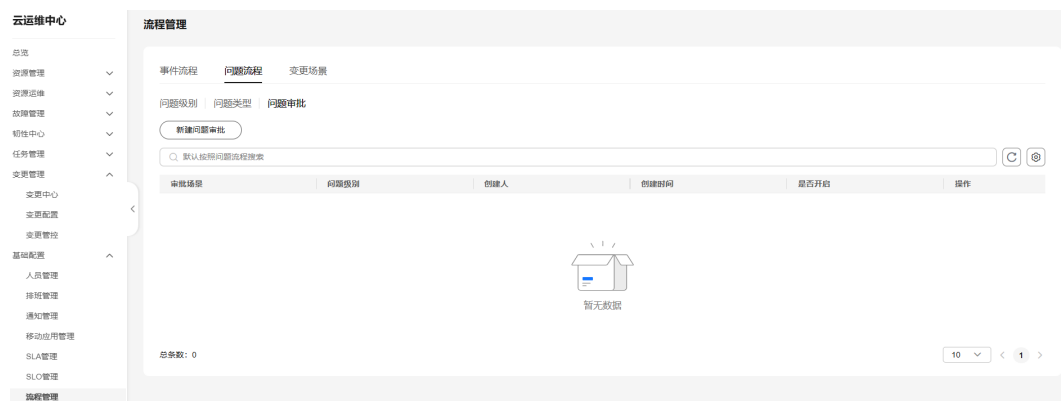 云运维中心
总览
资源管理
资源运维
故障管理
韧性中心
任务管理
变更管理
变更中心
变更配置
变更管控
基础配置
人员管理
排班管理
通知管理
移动应用管理
SLA管理
SLO管理
流程管理
流程管理
事件流程 问题流程 变更场景
问题级别 问题类型 问题审批
新建问题审批
默认按照问题流程搜索
审批场景 问题级别 创建人 创建时间 是否开启 操作
暂无数据
总条数：0 10 1